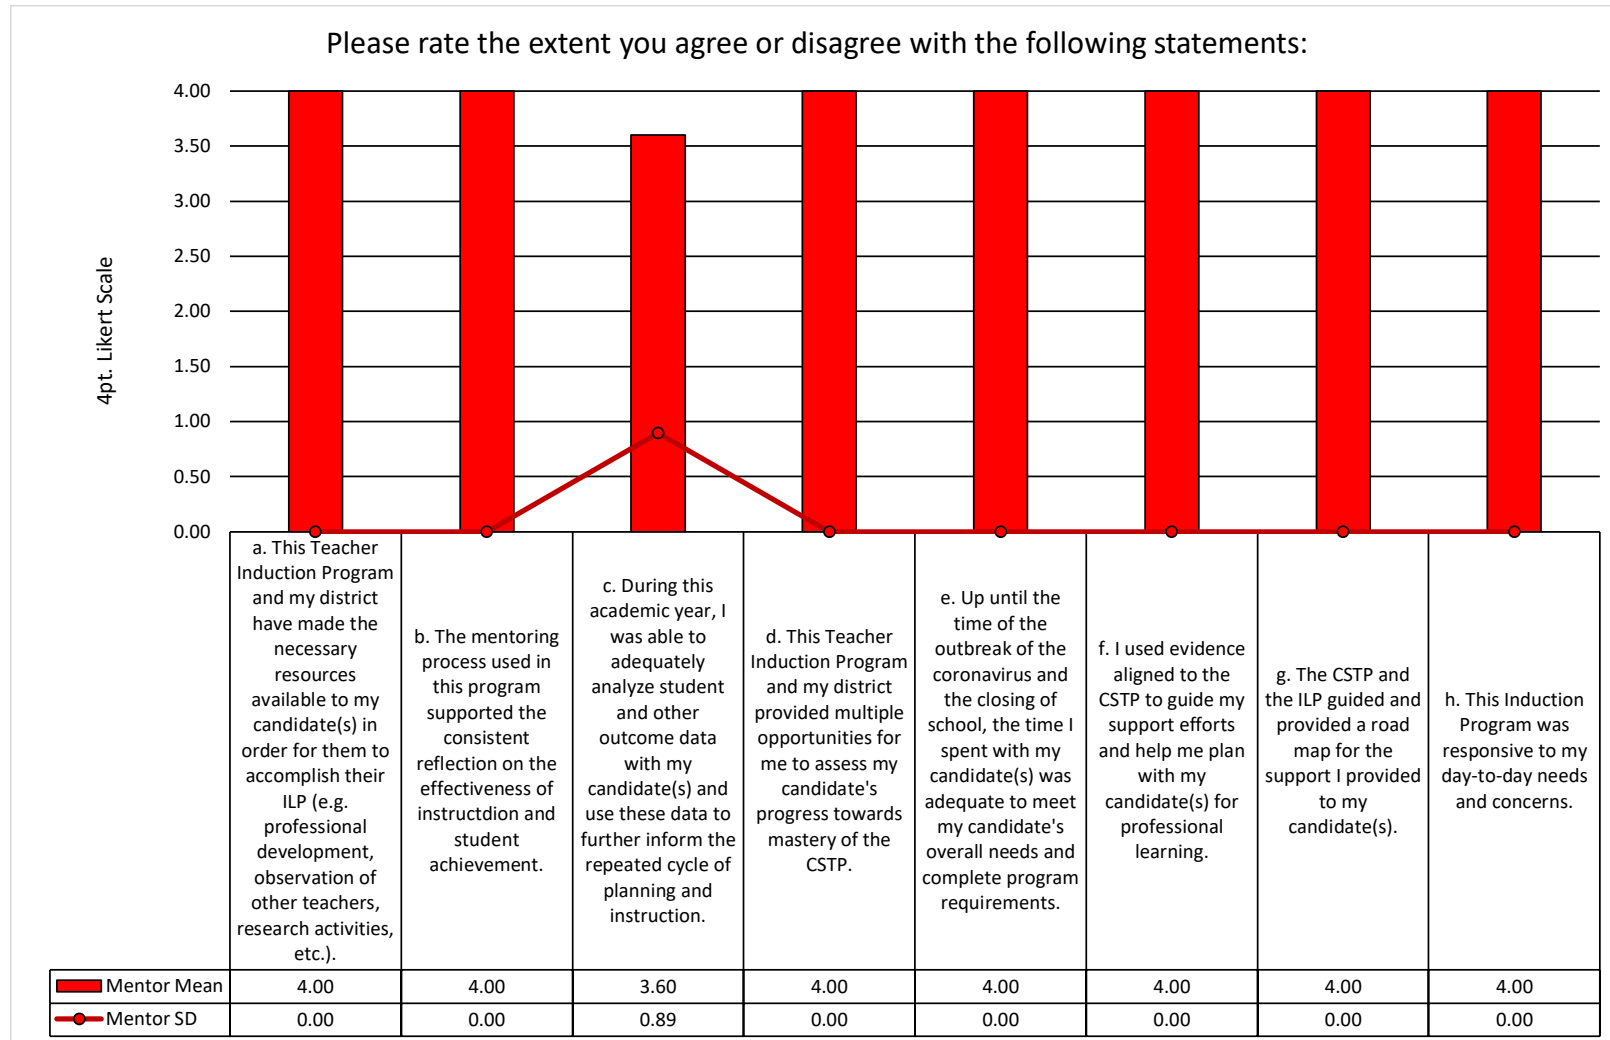 Please rate the extent you agree or disagree with the following statements:
4pt. Likert Scale
4.00
3.50
3.00
2.50
2.00
1.50
1.00
0.50
0.00
a. This Teacher
Induction Program
and my district
have made the
necessary
resources
available to my
candidate(s) in
order for them to
accomplish their
ILP (e.g.
professional
development,
observation of
other teachers,
research activities,
etc.).
b. The mentoring
process used in
this program
supported the
consistent
reflection on the
effectiveness of
instructdion and
student
achievement.
c. During this
academic year, I
was able to
adequately
analyze student
and other
outcome data
with my
candidate(s) and
use these data to
further inform the
repeated cycle of
planning and
instruction.
d. This Teacher
Induction Program
and my district
provided multiple
opportunities for
me to assess my
candidate's
progress towards
mastery of the
CSTP.
e. Up until the
time of the
outbreak of the
coronavirus and
the closing of
school, the time I
spent with my
candidate(s) was
adequate to meet
my candidate's
overall needs and
complete program
requirements.
f. I used evidence
aligned to the
CSTP to guide my
support efforts
and help me plan
with my
candidate(s) for
professional
learning.
g. The CSTP and
the ILP guided and
provided a road
map for the
support I provided
to my
candidate(s).
h. This Induction
Program was
responsive to my
day-to-day needs
and concerns.
Mentor Mean 4.00 4.00 3.60 4.00 4.00 4.00 4.00 4.00
Mentor SD 0.00 0.00 0.89 0.00 0.00 0.00 0.00 0.00